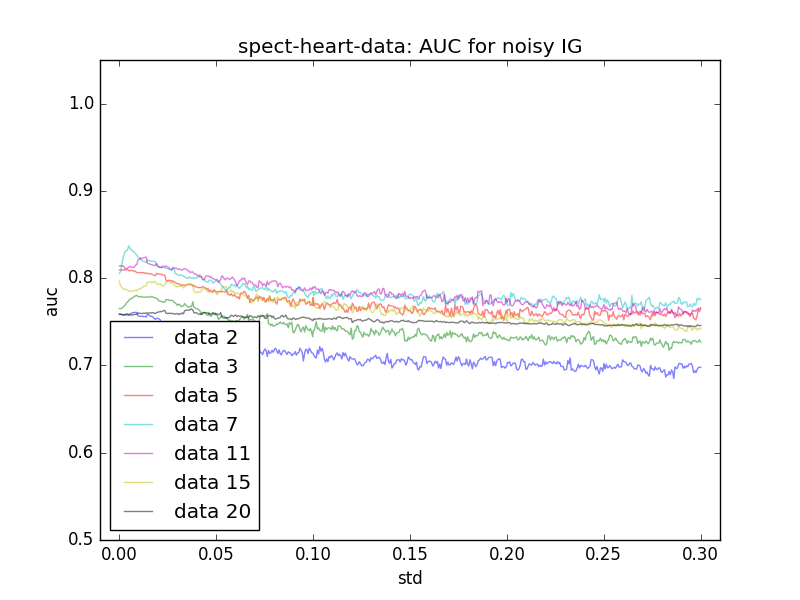 spect-heart-data: AUC for noisy IG
1.0
0.9
0.8
0.7
0.6
0.5
auc
data 2
data 3
data 5
data 7
data 11
data 15
data 20
0.00 0.05 0.10 0.15 0.20 0.25 0.30
std